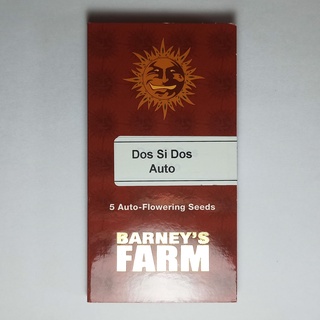 Dos Si Dos
Auto
5 Auto-Flowering Seeds
BARNEY'S
FARM